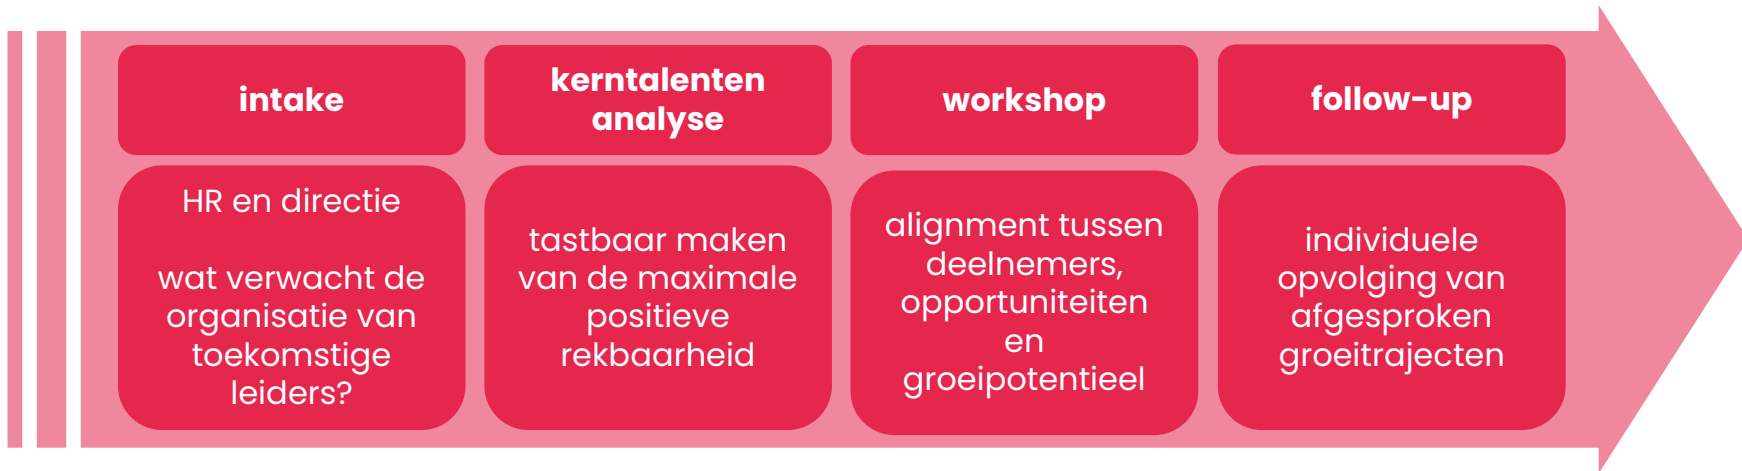 intake
HR en directie
wat verwacht de
organisatie van
toekomstige
leiders?
kerntalenten
analyse
tastbaar maken
van de maximale
positieve
rekbaarheid
workshop
alignment tussen
deelnemers,
opportuniteiten
en
groeipotentieel
follow-up
individuele
opvolging van
afgesproken
groeitrajecten